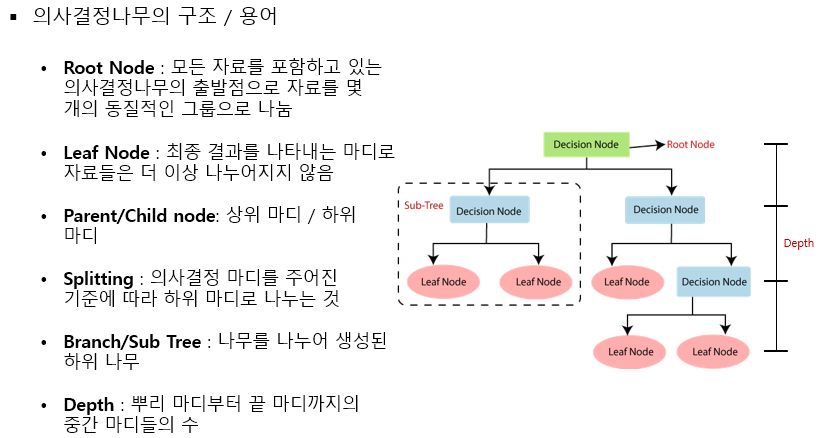 ▪ 의사결정나무의 구조 / 용어
• Root Node : 모든 자료를 포함하고 있는
의사결정나무의 출발점으로 자료를 몇
개의 동질적인 그룹으로 나눔
• Leaf Node : 최종 결과를 나타내는 마디로
자료들은 더 이상 나누어지지 않음
• Parent/Child node: 상위 마디 / 하위
마디
• Splitting : 의사결정 마디를 주어진
기준에 따라 하위 마디로 나누는 것
• Branch/Sub Tree : 나무를 나누어 생성된
하위 나무
• Depth : 뿌리 마디부터 끝 마디까지의
중간 마디들의 수
Decision Node
Root Node
Sub-Tree
Decision Node
Decision Node
Depth
Leaf Node
Leaf Node
Leaf Node
Decision Node
Leaf Node
Leaf Node